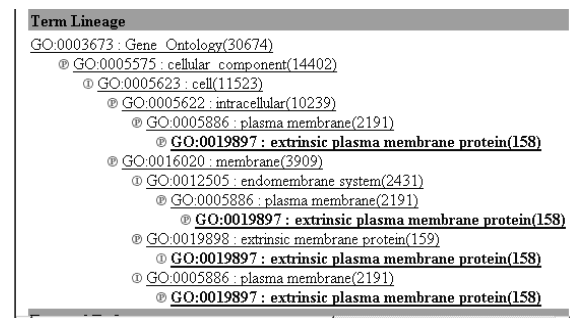 Term Lineage
GO:0003673 : Gene_Ontology(30674)
Ⓟ GO:0005575 : cellular_component(14402)
Ⓘ GO:0005623 : cell(11523)
Ⓟ GO:0005622 : intracellular(10239)
Ⓟ GO:0005886 : plasma membrane(2191)
Ⓟ GO:0019897 : extrinsic plasma membrane protein(158)
Ⓟ GO:0016020 : membrane(3909)
Ⓘ GO:0012505 : endomembrane system(2431)
Ⓟ GO:0005886 : plasma membrane(2191)
Ⓟ GO:0019897 : extrinsic plasma membrane protein(158)
Ⓟ GO:0019898 : extrinsic membrane protein(159)
Ⓘ GO:0019897 : extrinsic plasma membrane protein(158)
Ⓘ GO:0005886 : plasma membrane(2191)
Ⓟ GO:0019897 : extrinsic plasma membrane protein(158)